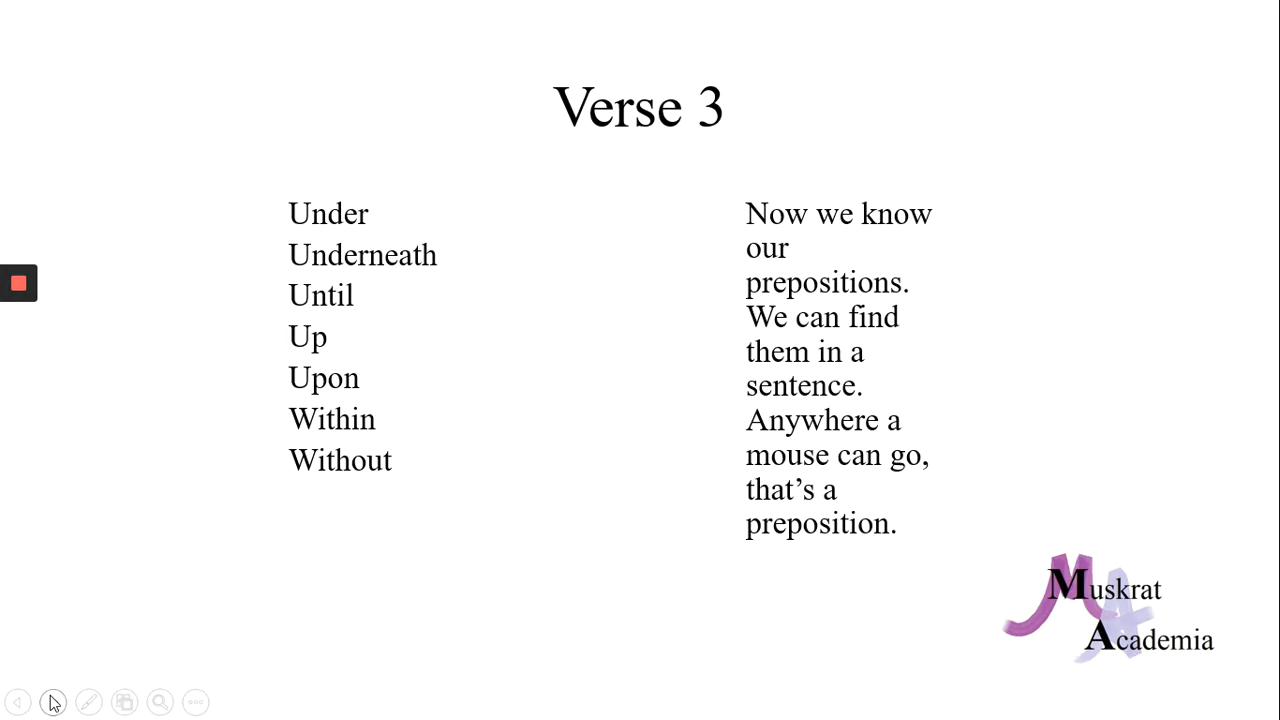 Verse 3
Under
Underneath
Until
Up
Upon
Within
Without
Now we know
our
prepositions.
We can find
them in a
sentence.
Anywhere a
mouse can go,
that’s a
preposition.
Muskrat
Academia